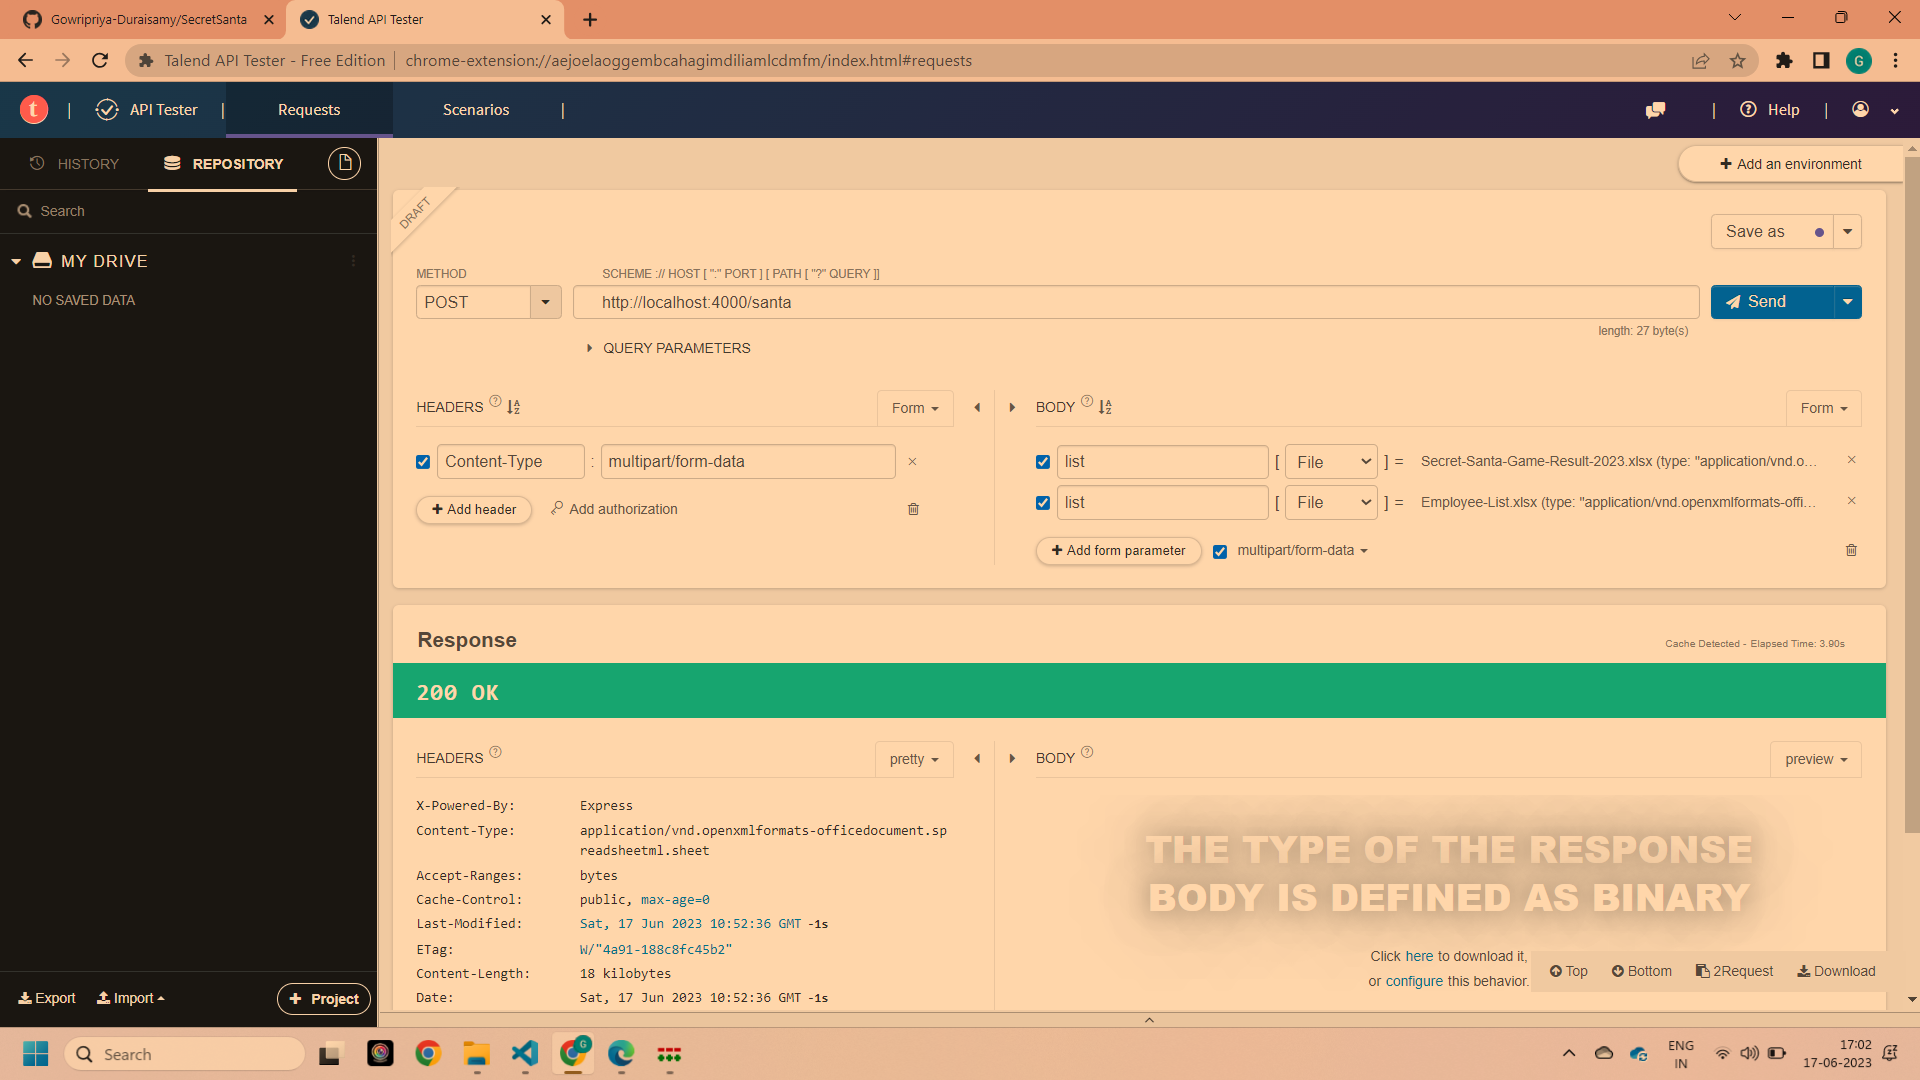 Gowripriya-Duraisamy/SecretSanta
Talend API Tester
Talend API Tester - Free Edition
chrome-extension://aejoelaoggembcahagimdiliamlcdmfm/index.html#requests
G
t | API Tester | Requests Scenarios | | Help |
HISTORY REPOSITORY
Add an environment
Search
DRAFT
Save as
MY DRIVE
NO SAVED DATA
METHOD SCHEME :// HOST [ ":" PORT ] [ PATH [ "?" QUERY ]]
POST http://localhost:4000/santa Send
length: 27 byte(s)
QUERY PARAMETERS
HEADERS ? Form BODY ? Form
Content-Type : multipart/form-data
list [ File ] = Secret-Santa-Game-Result-2023.xlsx (type: "application/vnd.o...
list [ File ] = Employee-List.xlsx (type: "application/vnd.openxmlformats-offi...
Add header Add authorization
Add form parameter multipart/form-data
Response
Cache Detected - Elapsed Time: 3.90s
200 OK
HEADERS ? pretty BODY ? preview
X-Powered-By: Express
Content-Type: application/vnd.openxmlformats-officedocument.sp
readsheetml.sheet
Accept-Ranges: bytes
Cache-Control: public, max-age=0
Last-Modified: Sat, 17 Jun 2023 10:52:36 GMT -1s
ETag: W/"4a91-188c8fc45b2"
Content-Length: 18 kilobytes
Date: Sat, 17 Jun 2023 10:52:36 GMT -1s
THE TYPE OF THE RESPONSE
BODY IS DEFINED AS BINARY
Click here to download it,
or configure this behavior.
Top Bottom 2Request Download
Export Import Project
Search
G
ENG
IN
17:02
17-06-2023